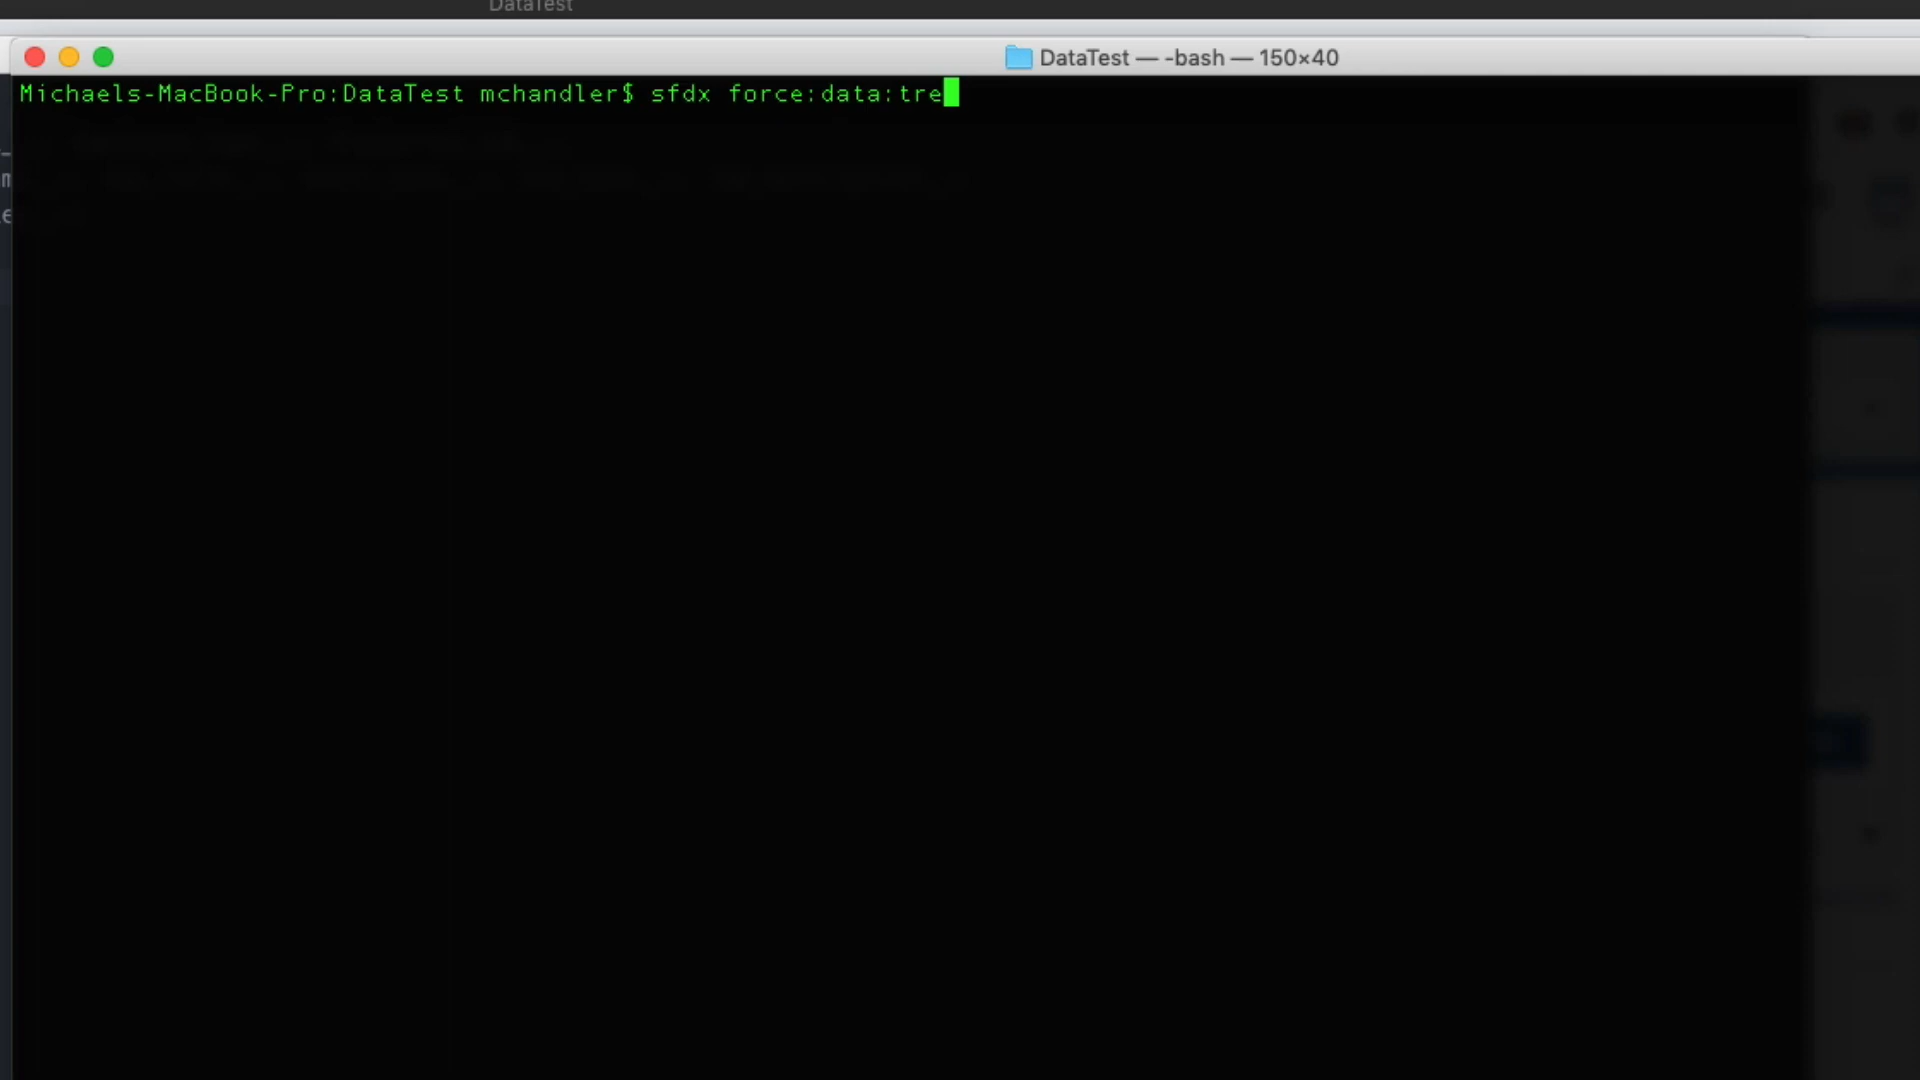 DataTest
DataTest — -bash — 150×40
Michaels-MacBook-Pro:DataTest mchandler$ sfdx force:data:tre
m
e